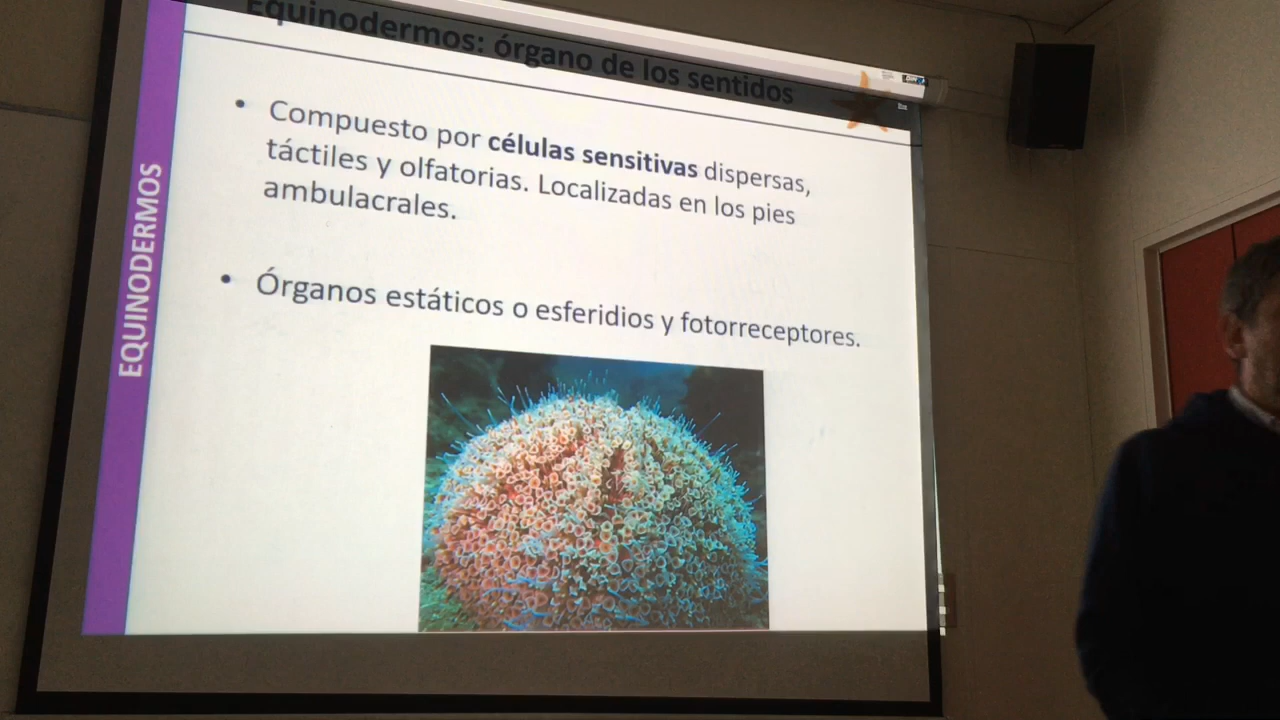 Equinodermos: órgano de los sentidos
• Compuesto por células sensitivas dispersas,
táctiles y olfatorias. Localizadas en los pies
ambulacrales.
• Órganos estáticos o esferidios y fotorreceptores.
EQUINODERMOS